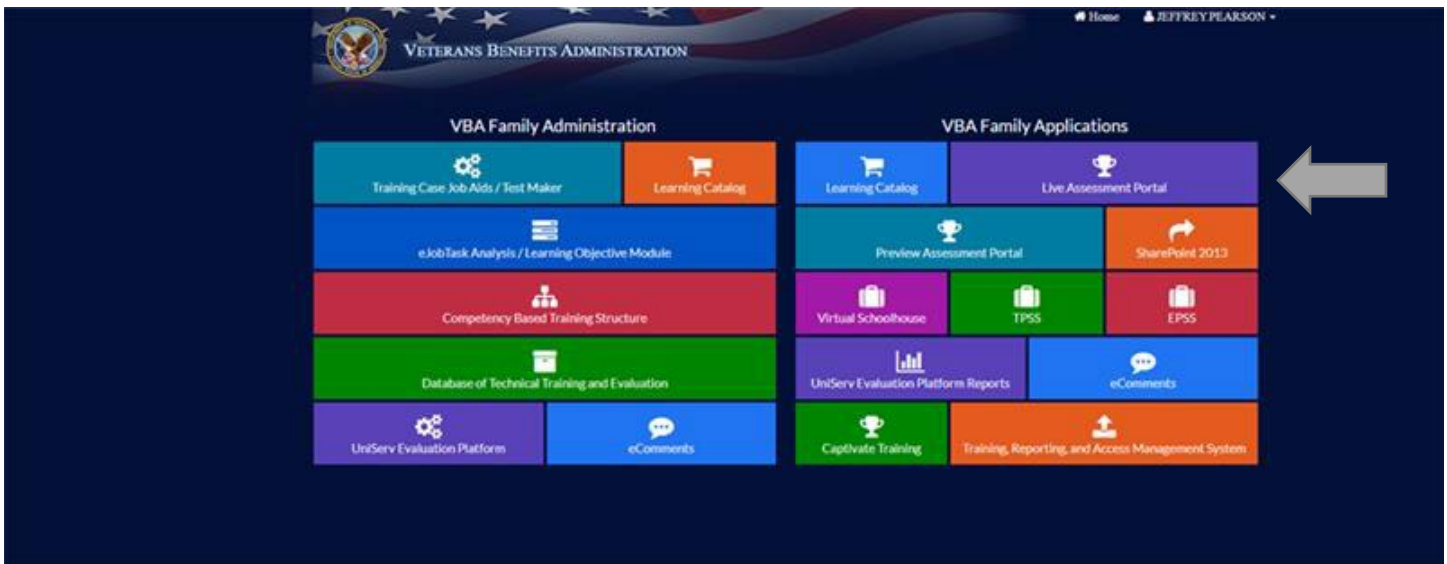 Home JEFFREY.PEARSON
VETERANS BENEFITS ADMINISTRATION
VBA Family Administration
Training Case Job Aids / Test Maker
Learning Catalog
eJobTask Analysis / Learning Objective Module
Competency Based Training Structure
Database of Technical Training and Evaluation
UniServ Evaluation Platform
eComments
VBA Family Applications
Learning Catalog
Live Assessment Portal
Preview Assessment Portal
SharePoint 2013
Virtual Schoolhouse
TPSS
EPSS
UniServ Evaluation Platform Reports
eComments
Captivate Training
Training, Reporting, and Access Management System